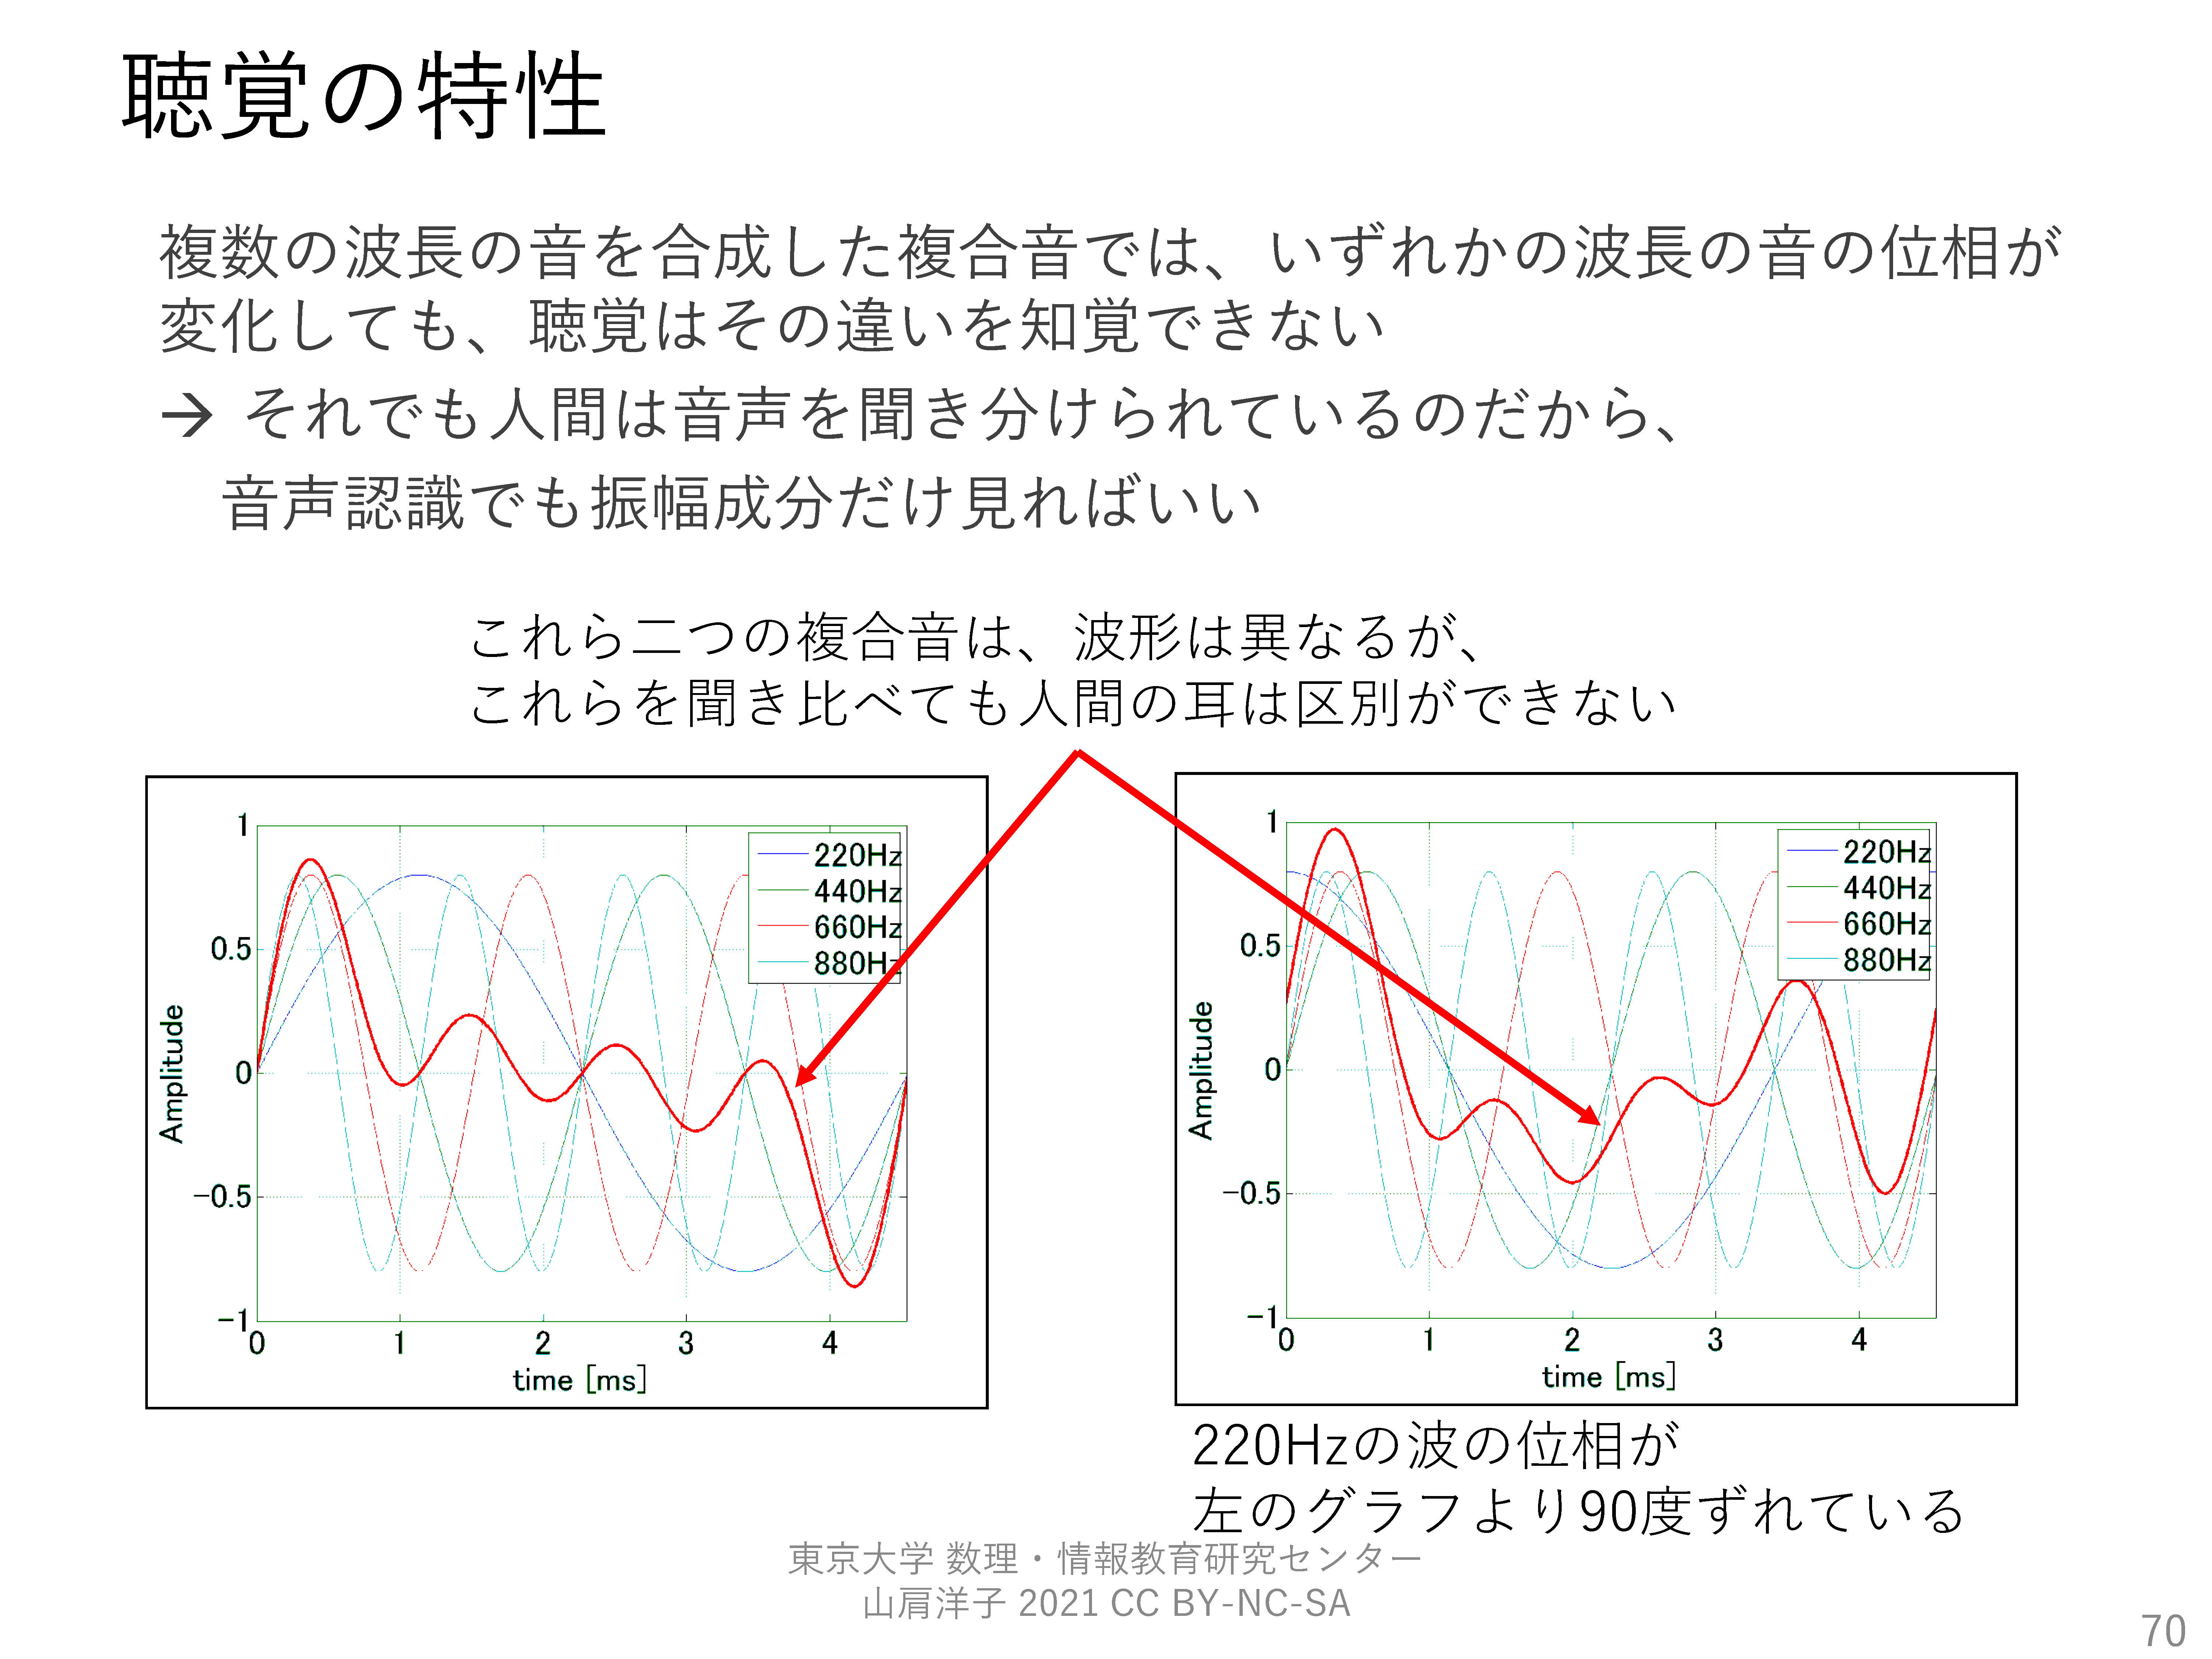 聴覚の特性
複数の波長の音を合成した複合音では、いずれかの波長の音の位相が
変化しても、聴覚はその違いを知覚できない
→ それでも人間は音声を聞き分けられているのだから、
音声認識でも振幅成分だけ見ればいい
これら二つの複合音は、波形は異なるが、
これらを聞き比べても人間の耳は区別ができない
1
0.5
0
−0.5
−1
Amplitude
220Hz
440Hz
660Hz
880Hz
0 1 2 3 4
time [ms]
1
0.5
0
−0.5
−1
Amplitude
220Hz
440Hz
660Hz
880Hz
0 1 2 3 4
time [ms]
220Hzの波の位相が
左のグラフより90度ずれている
東京大学 数理・情報教育研究センター
山肩洋子 2021 CC BY-NC-SA
70